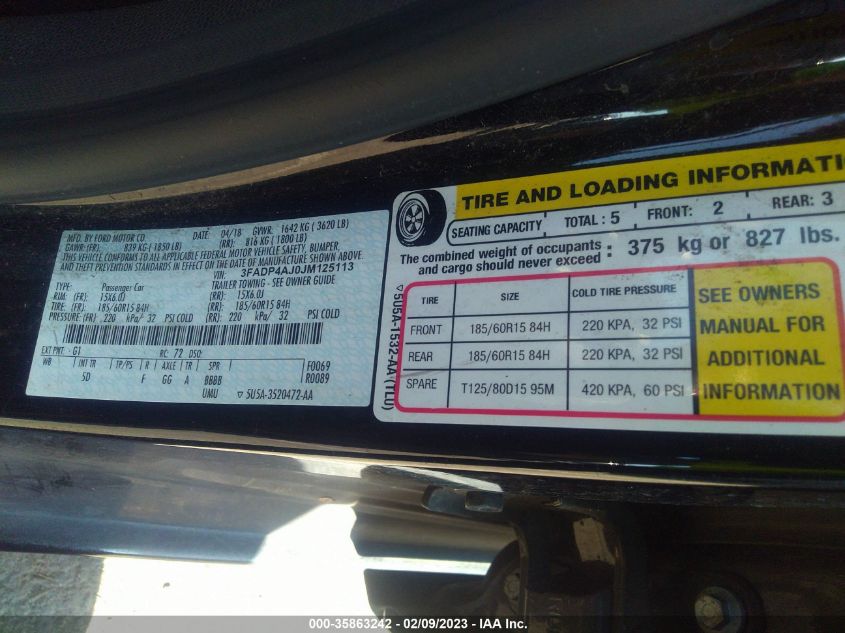 MFD. BY FORD MOTOR CO.
DATE: 04/18 GVWR: 1642 KG ( 3620 LB)
GAWR:(FR): 839 KG ( 1850 LB) (RR): 816 KG ( 1800 LB)
THIS VEHICLE CONFORMS TO ALL APPLICABLE FEDERAL MOTOR VEHICLE SAFETY, BUMPER,
AND THEFT PREVENTION STANDARDS IN EFFECT ON THE DATE OF MANUFACTURE SHOWN ABOVE.
VIN: 3FADP4AJ0JM125113
TYPE: Passenger Car TRAILER TOWING - SEE OWNER GUIDE
RIM: (FR): 15X6.0J (RR): 15X6.0J
TIRE: (FR): 185/60R15 84H (RR): 185/60R15 84H
PRESSURE:(FR): 220 kPa/ 32 PSI COLD (RR): 220 kPa/ 32 PSI COLD
EXT PNT: G1 RC: 72 DSO:
WB INT TR TP/PS R AXLE TR SPR F0069
5D F GG A BBBB R0089
UMU ▽ 5U5A-3520472-AA
▽ 5U5A-1532-AA (TLU)
TIRE AND LOADING INFORMATI
SEATING CAPACITY TOTAL : 5 FRONT: 2 REAR: 3
The combined weight of occupants
and cargo should never exceed : 375 kg or 827 lbs.
TIRE SIZE COLD TIRE PRESSURE
FRONT 185/60R15 84H 220 KPA, 32 PSI
REAR 185/60R15 84H 220 KPA, 32 PSI
SPARE T125/80D15 95M 420 KPA, 60 PSI
SEE OWNERS
MANUAL FOR
ADDITIONAL
INFORMATION
000-35863242 - 02/09/2023 - IAA Inc.